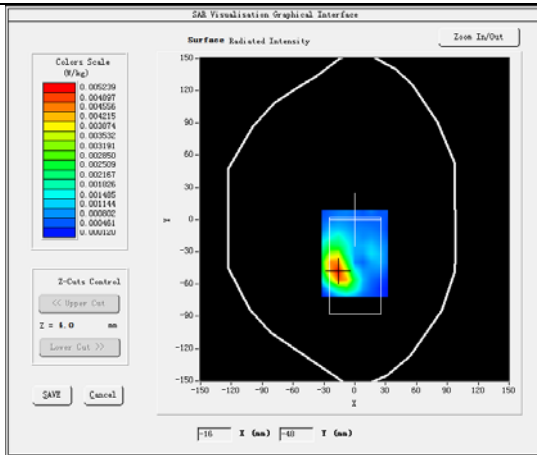 SAR Visualisation Graphical Interface
Surface Radiated Intensity
Zoom In/Out
Colors Scale
(W/kg)
0.005239
0.004897
0.004556
0.004215
0.003874
0.003532
0.003191
0.002850
0.002509
0.002167
0.001826
0.001485
0.001144
0.000802
0.000461
0.000120
Z-Cuts Control
<< Upper Cut
Z = 4.0 mm
Lower Cut >>
SAVE
Cancel
150
120
90
60
30
0
-30
-60
-90
-120
-150
Y
-150 -120 -90 -60 -30 0 30 60 90 120 150
X
-16 X (mm) -48 Y (mm)